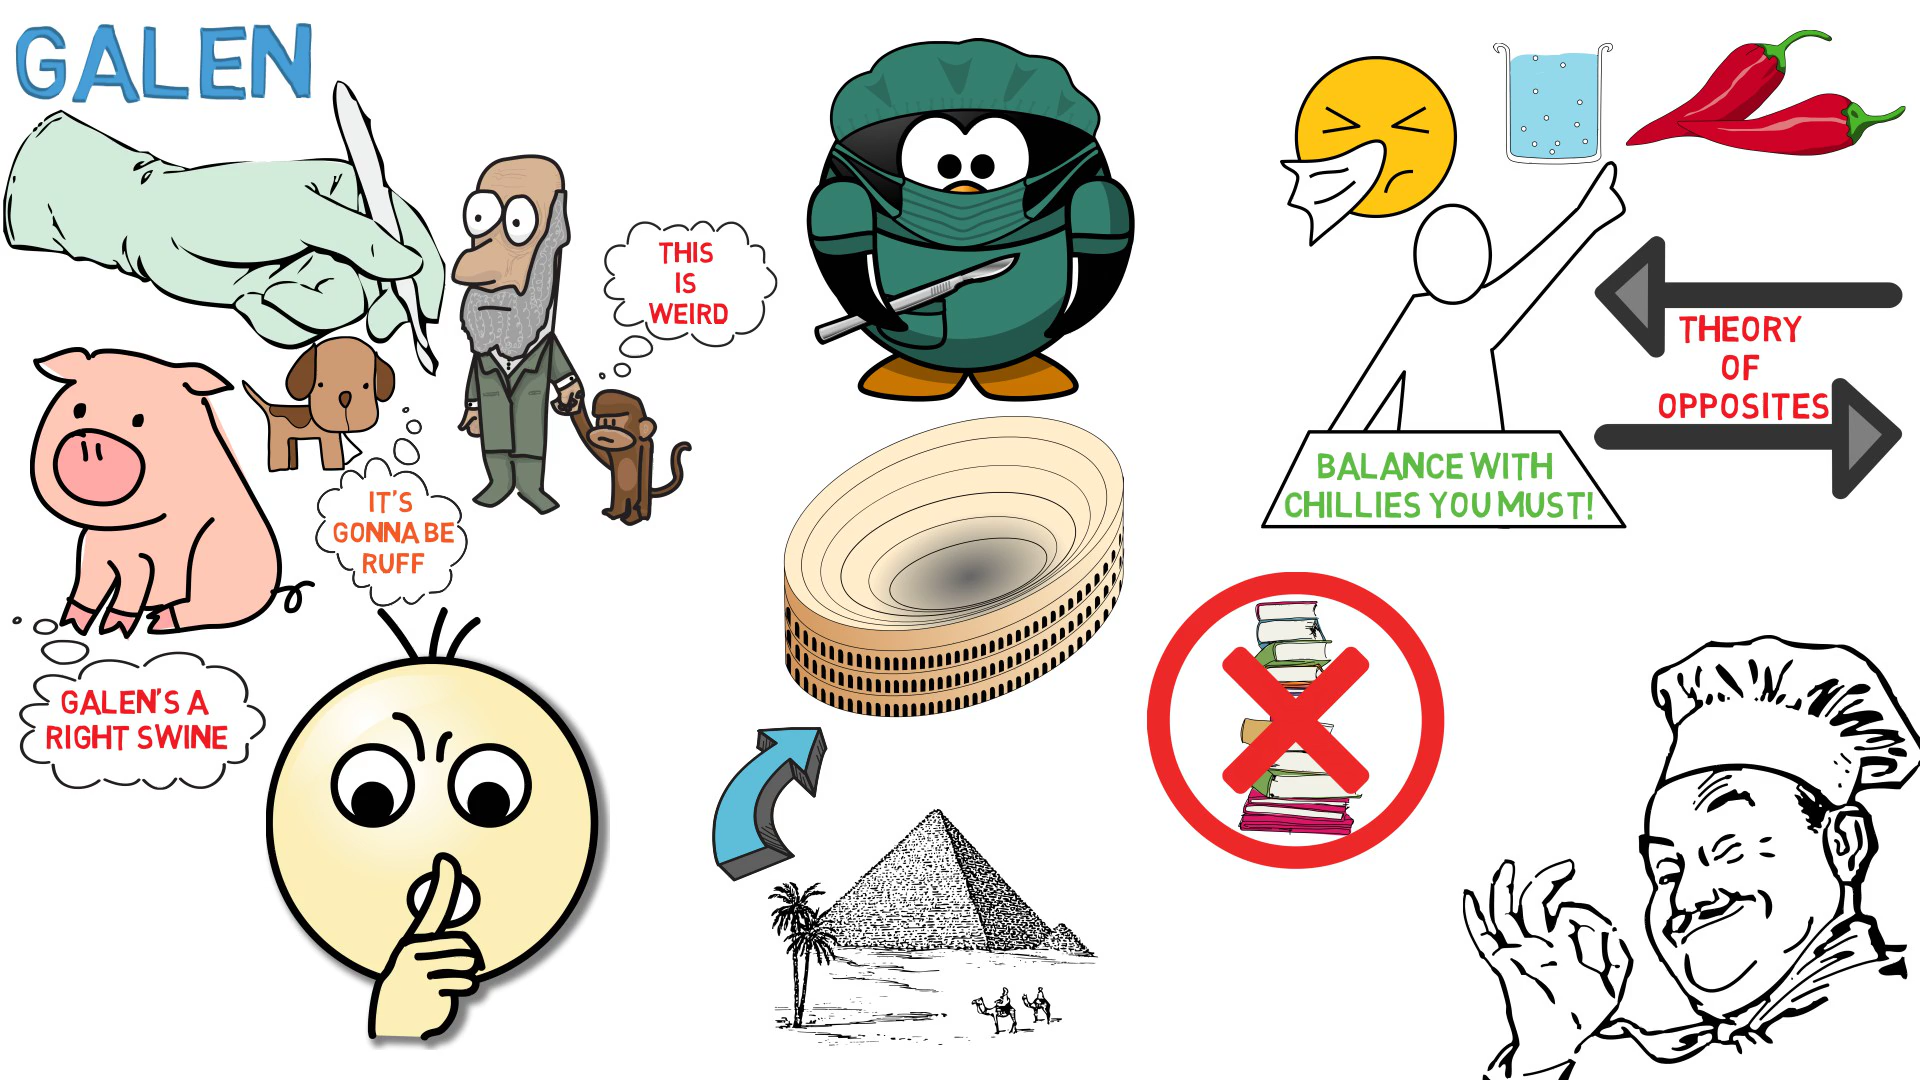 GALEN
THIS
IS
WEIRD
IT'S
GONNA BE
RUFF
GALEN'S A
RIGHT SWINE
THEORY
OF
OPPOSITES
BALANCE WITH
CHILLIES YOU MUST!